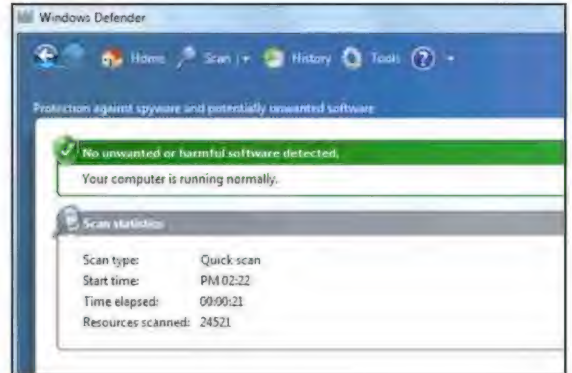 Windows Defender
Home Scan History Tools ?
Protection against spyware and potentially unwanted software
No unwanted or harmful software detected.
Your computer is running normally.
Scan statistics
Scan type: Quick scan
Start time: PM 02:22
Time elapsed: 00:00:21
Resources scanned: 24521